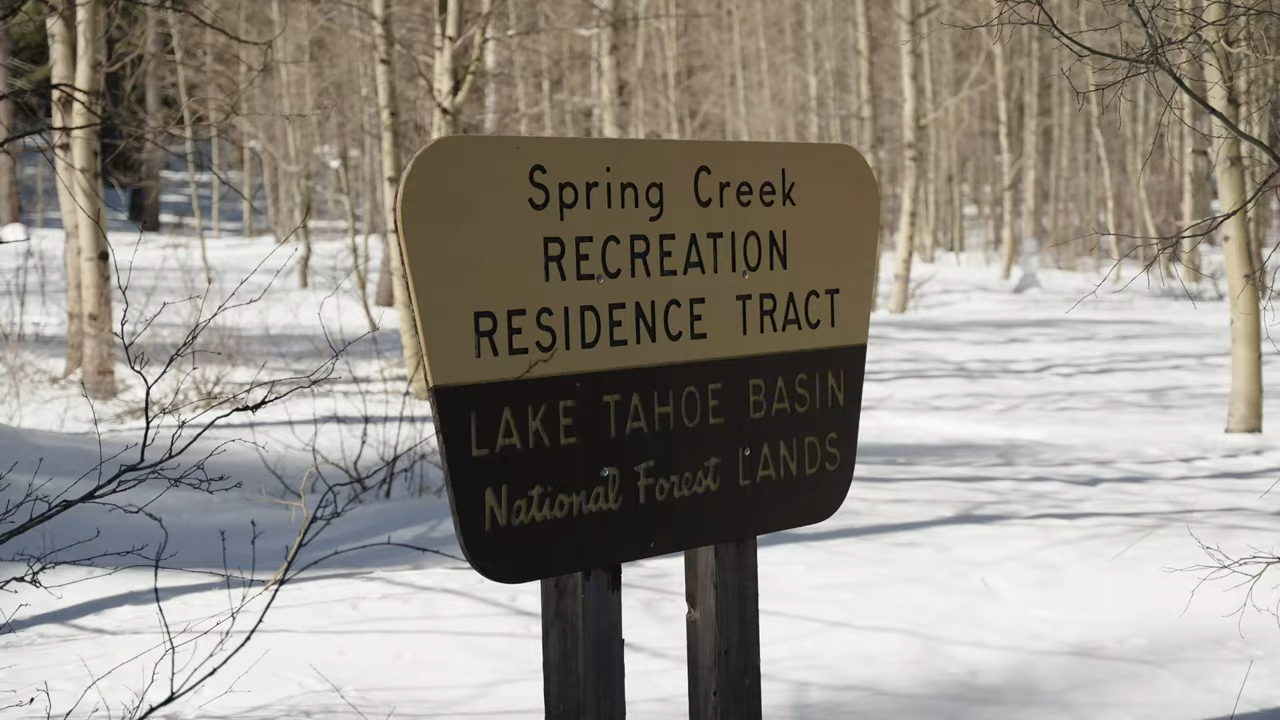 Spring Creek
RECREATION
RESIDENCE TRACT
LAKE TAHOE BASIN
National Forest LANDS